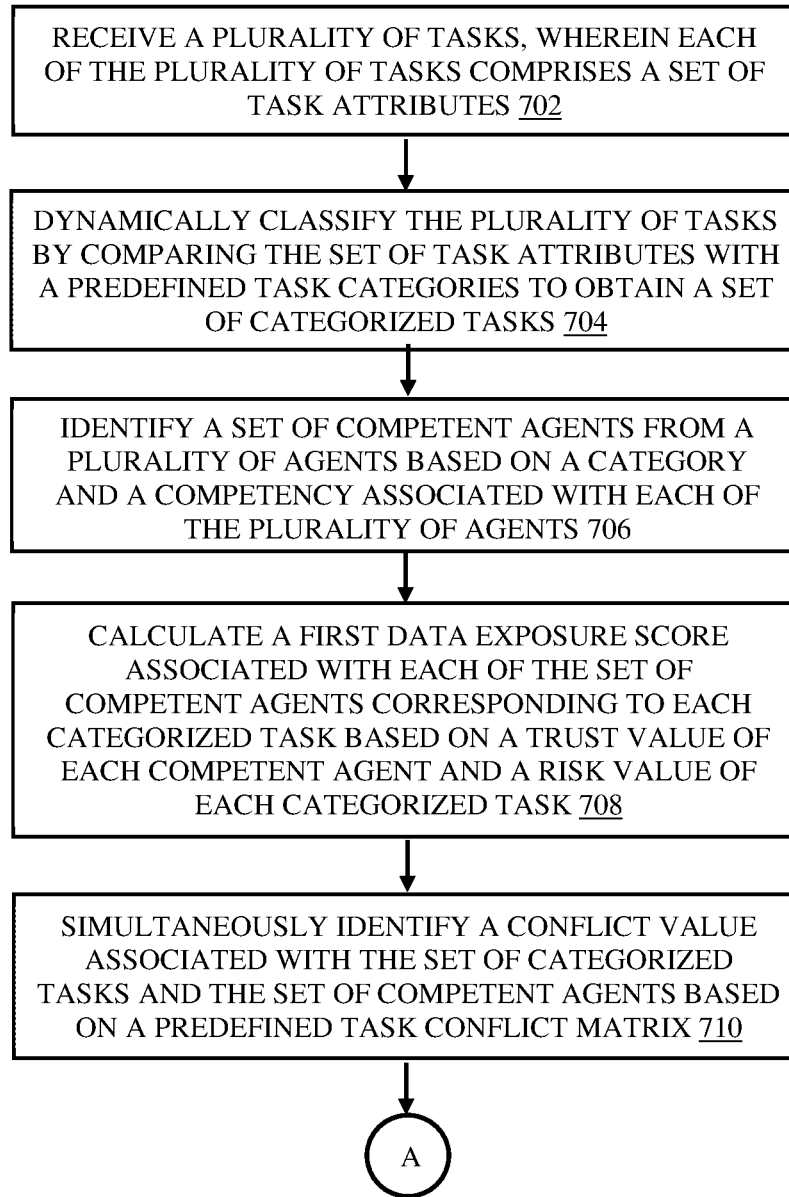 RECEIVE A PLURALITY OF TASKS, WHEREIN EACH
OF THE PLURALITY OF TASKS COMPRISES A SET OF
TASK ATTRIBUTES 702
DYNAMICALLY CLASSIFY THE PLURALITY OF TASKS
BY COMPARING THE SET OF TASK ATTRIBUTES WITH
A PREDEFINED TASK CATEGORIES TO OBTAIN A SET
OF CATEGORIZED TASKS 704
IDENTIFY A SET OF COMPETENT AGENTS FROM A
PLURALITY OF AGENTS BASED ON A CATEGORY
AND A COMPETENCY ASSOCIATED WITH EACH OF
THE PLURALITY OF AGENTS 706
CALCULATE A FIRST DATA EXPOSURE SCORE
ASSOCIATED WITH EACH OF THE SET OF
COMPETENT AGENTS CORRESPONDING TO EACH
CATEGORIZED TASK BASED ON A TRUST VALUE OF
EACH COMPETENT AGENT AND A RISK VALUE OF
EACH CATEGORIZED TASK 708
SIMULTANEOUSLY IDENTIFY A CONFLICT VALUE
ASSOCIATED WITH THE SET OF CATEGORIZED
TASKS AND THE SET OF COMPETENT AGENTS BASED
ON A PREDEFINED TASK CONFLICT MATRIX 710
A